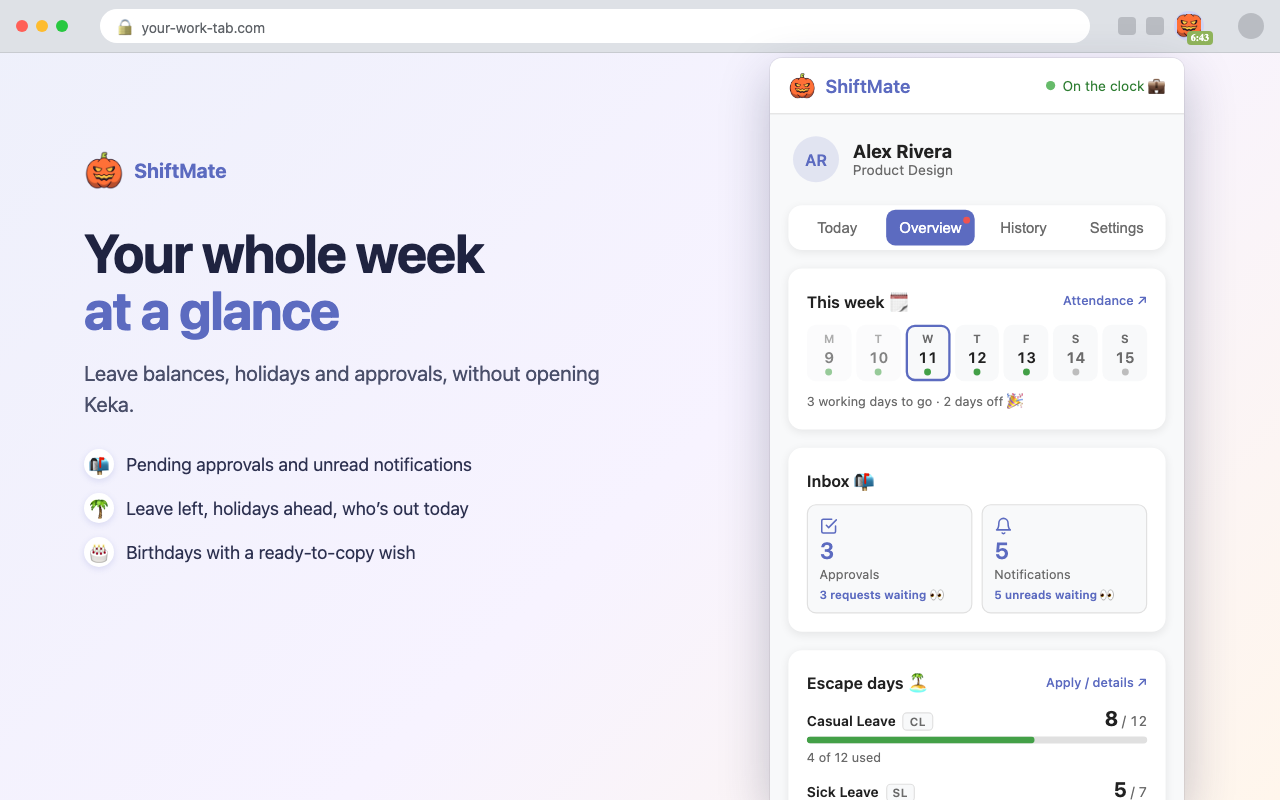 your-work-tab.com
6:43
ShiftMate
Your whole week
at a glance
Leave balances, holidays and approvals, without opening
Keka.
Pending approvals and unread notifications
Leave left, holidays ahead, who’s out today
Birthdays with a ready-to-copy wish
ShiftMate
On the clock
AR
Alex Rivera
Product Design
Today Overview History Settings
This week
Attendance ↗
M T W T F S S
9 10 11 12 13 14 15
3 working days to go · 2 days off
Inbox
3 5
Approvals Notifications
3 requests waiting 5 unreads waiting
Escape days
Apply / details ↗
Casual Leave CL 8 / 12
4 of 12 used
Sick Leave SL 5 / 7